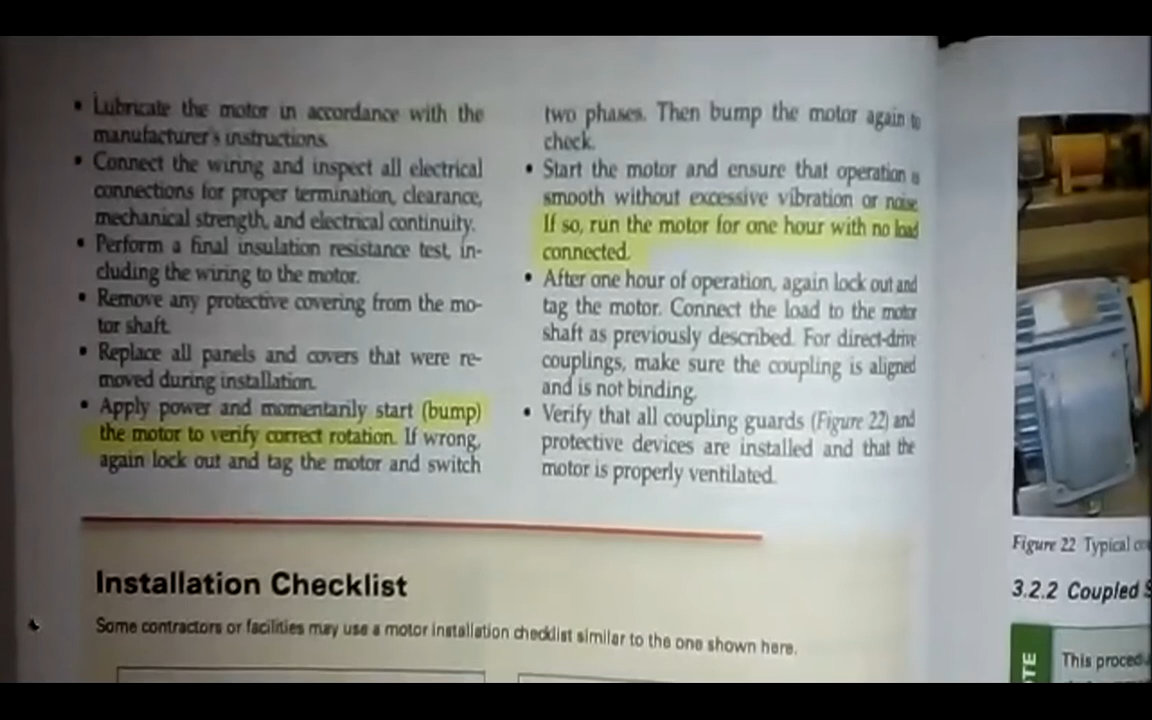 • Lubricate the motor in accordance with the
manufacturer's instructions.
• Connect the wiring and inspect all electrical
connections for proper termination, clearance,
mechanical strength, and electrical continuity.
• Perform a final insulation resistance test, in-
cluding the wiring to the motor.
• Remove any protective covering from the mo-
tor shaft.
• Replace all panels and covers that were re-
moved during installation.
• Apply power and momentarily start (bump)
the motor to verify correct rotation. If wrong,
again lock out and tag the motor and switch
two phases. Then bump the motor again to
check.
• Start the motor and ensure that operation is
smooth without excessive vibration or noise.
If so, run the motor for one hour with no load
connected.
• After one hour of operation, again lock out and
tag the motor. Connect the load to the motor
shaft as previously described. For direct-drive
couplings, make sure the coupling is aligned
and is not binding.
• Verify that all coupling guards (Figure 22) and
protective devices are installed and that the
motor is properly ventilated.
Installation Checklist
Some contractors or facilities may use a motor installation checklist similar to the one shown here.
Figure 22 Typical
3.2.2 Coupled
This